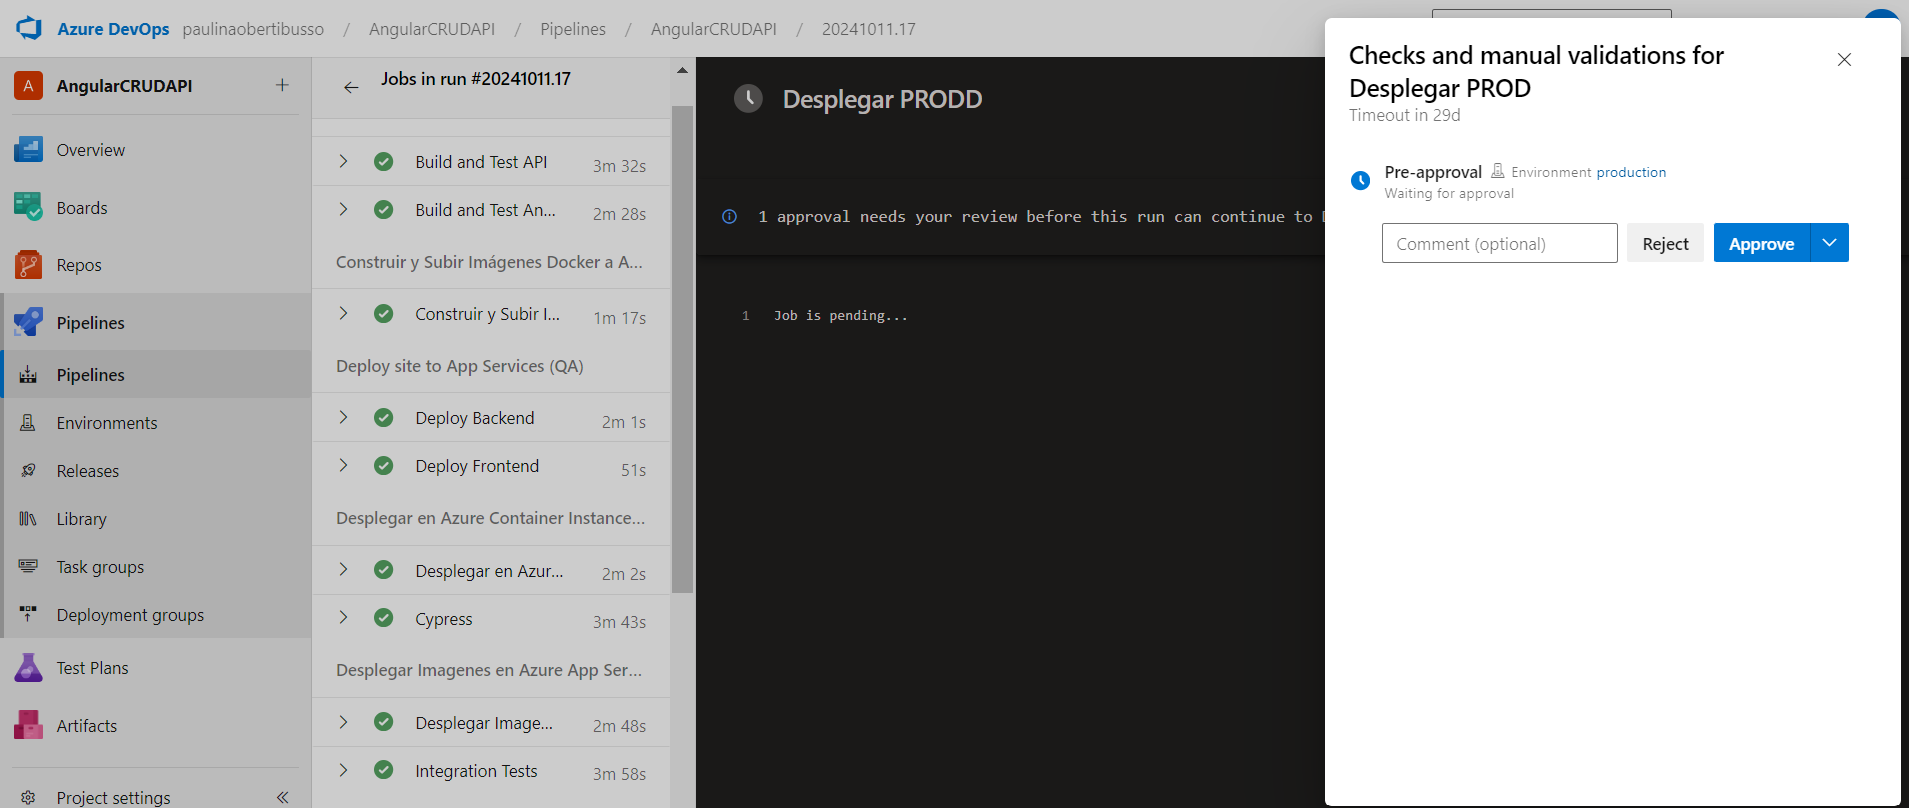 Azure DevOps paulinaobertibusso / AngularCRUDAPI / Pipelines / AngularCRUDAPI / 20241011.17
A AngularCRUDAPI +
Overview
Boards
Repos
Pipelines
Pipelines
Environments
Releases
Library
Task groups
Deployment groups
Test Plans
Artifacts
Project settings
Jobs in run #20241011.17
Build and Test API 3m 32s
Build and Test An... 2m 28s
Construir y Subir Imágenes Docker a A...
Construir y Subir I... 1m 17s
Deploy site to App Services (QA)
Deploy Backend 2m 1s
Deploy Frontend 51s
Desplegar en Azure Container Instance...
Desplegar en Azur... 2m 2s
Cypress 3m 43s
Desplegar Imagenes en Azure App Ser...
Desplegar Image... 2m 48s
Integration Tests 3m 58s
Desplegar PRODD
1 approval needs your review before this run can continue to
1 Job is pending...
Checks and manual validations for
Desplegar PROD
Timeout in 29d
Pre-approval Environment production
Waiting for approval
Comment (optional) Reject Approve